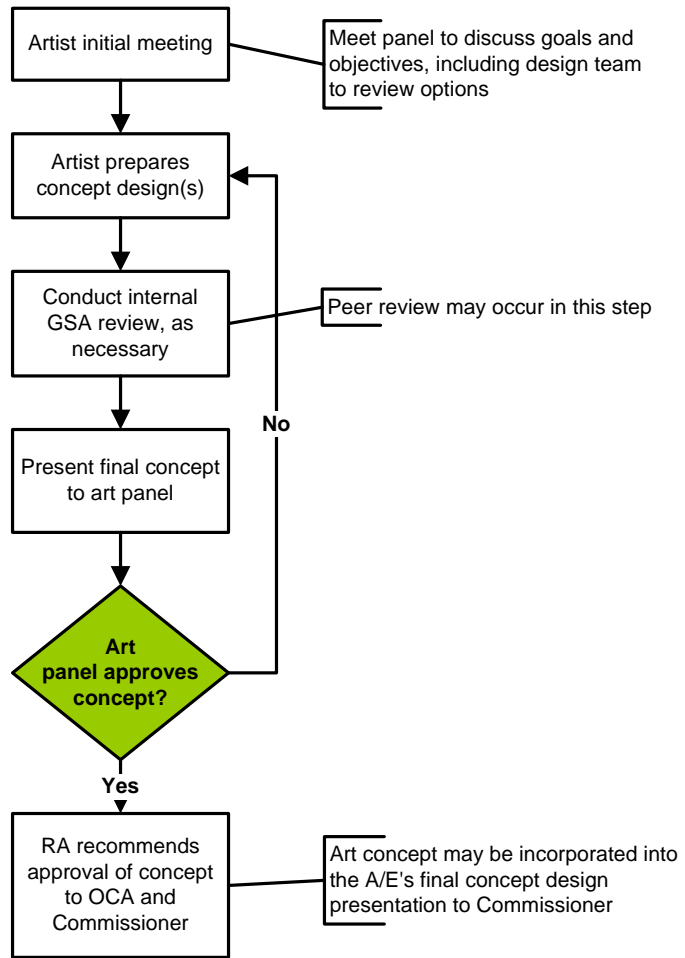 Artist initial meeting
Meet panel to discuss goals and
objectives, including design team
to review options
Artist prepares
concept design(s)
Conduct internal
GSA review, as
necessary
Peer review may occur in this step
No
Present final concept
to art panel
Art
panel approves
concept?
Yes
RA recommends
approval of concept
to OCA and
Commissioner
Art concept may be incorporated into
the A/E's final concept design
presentation to Commissioner